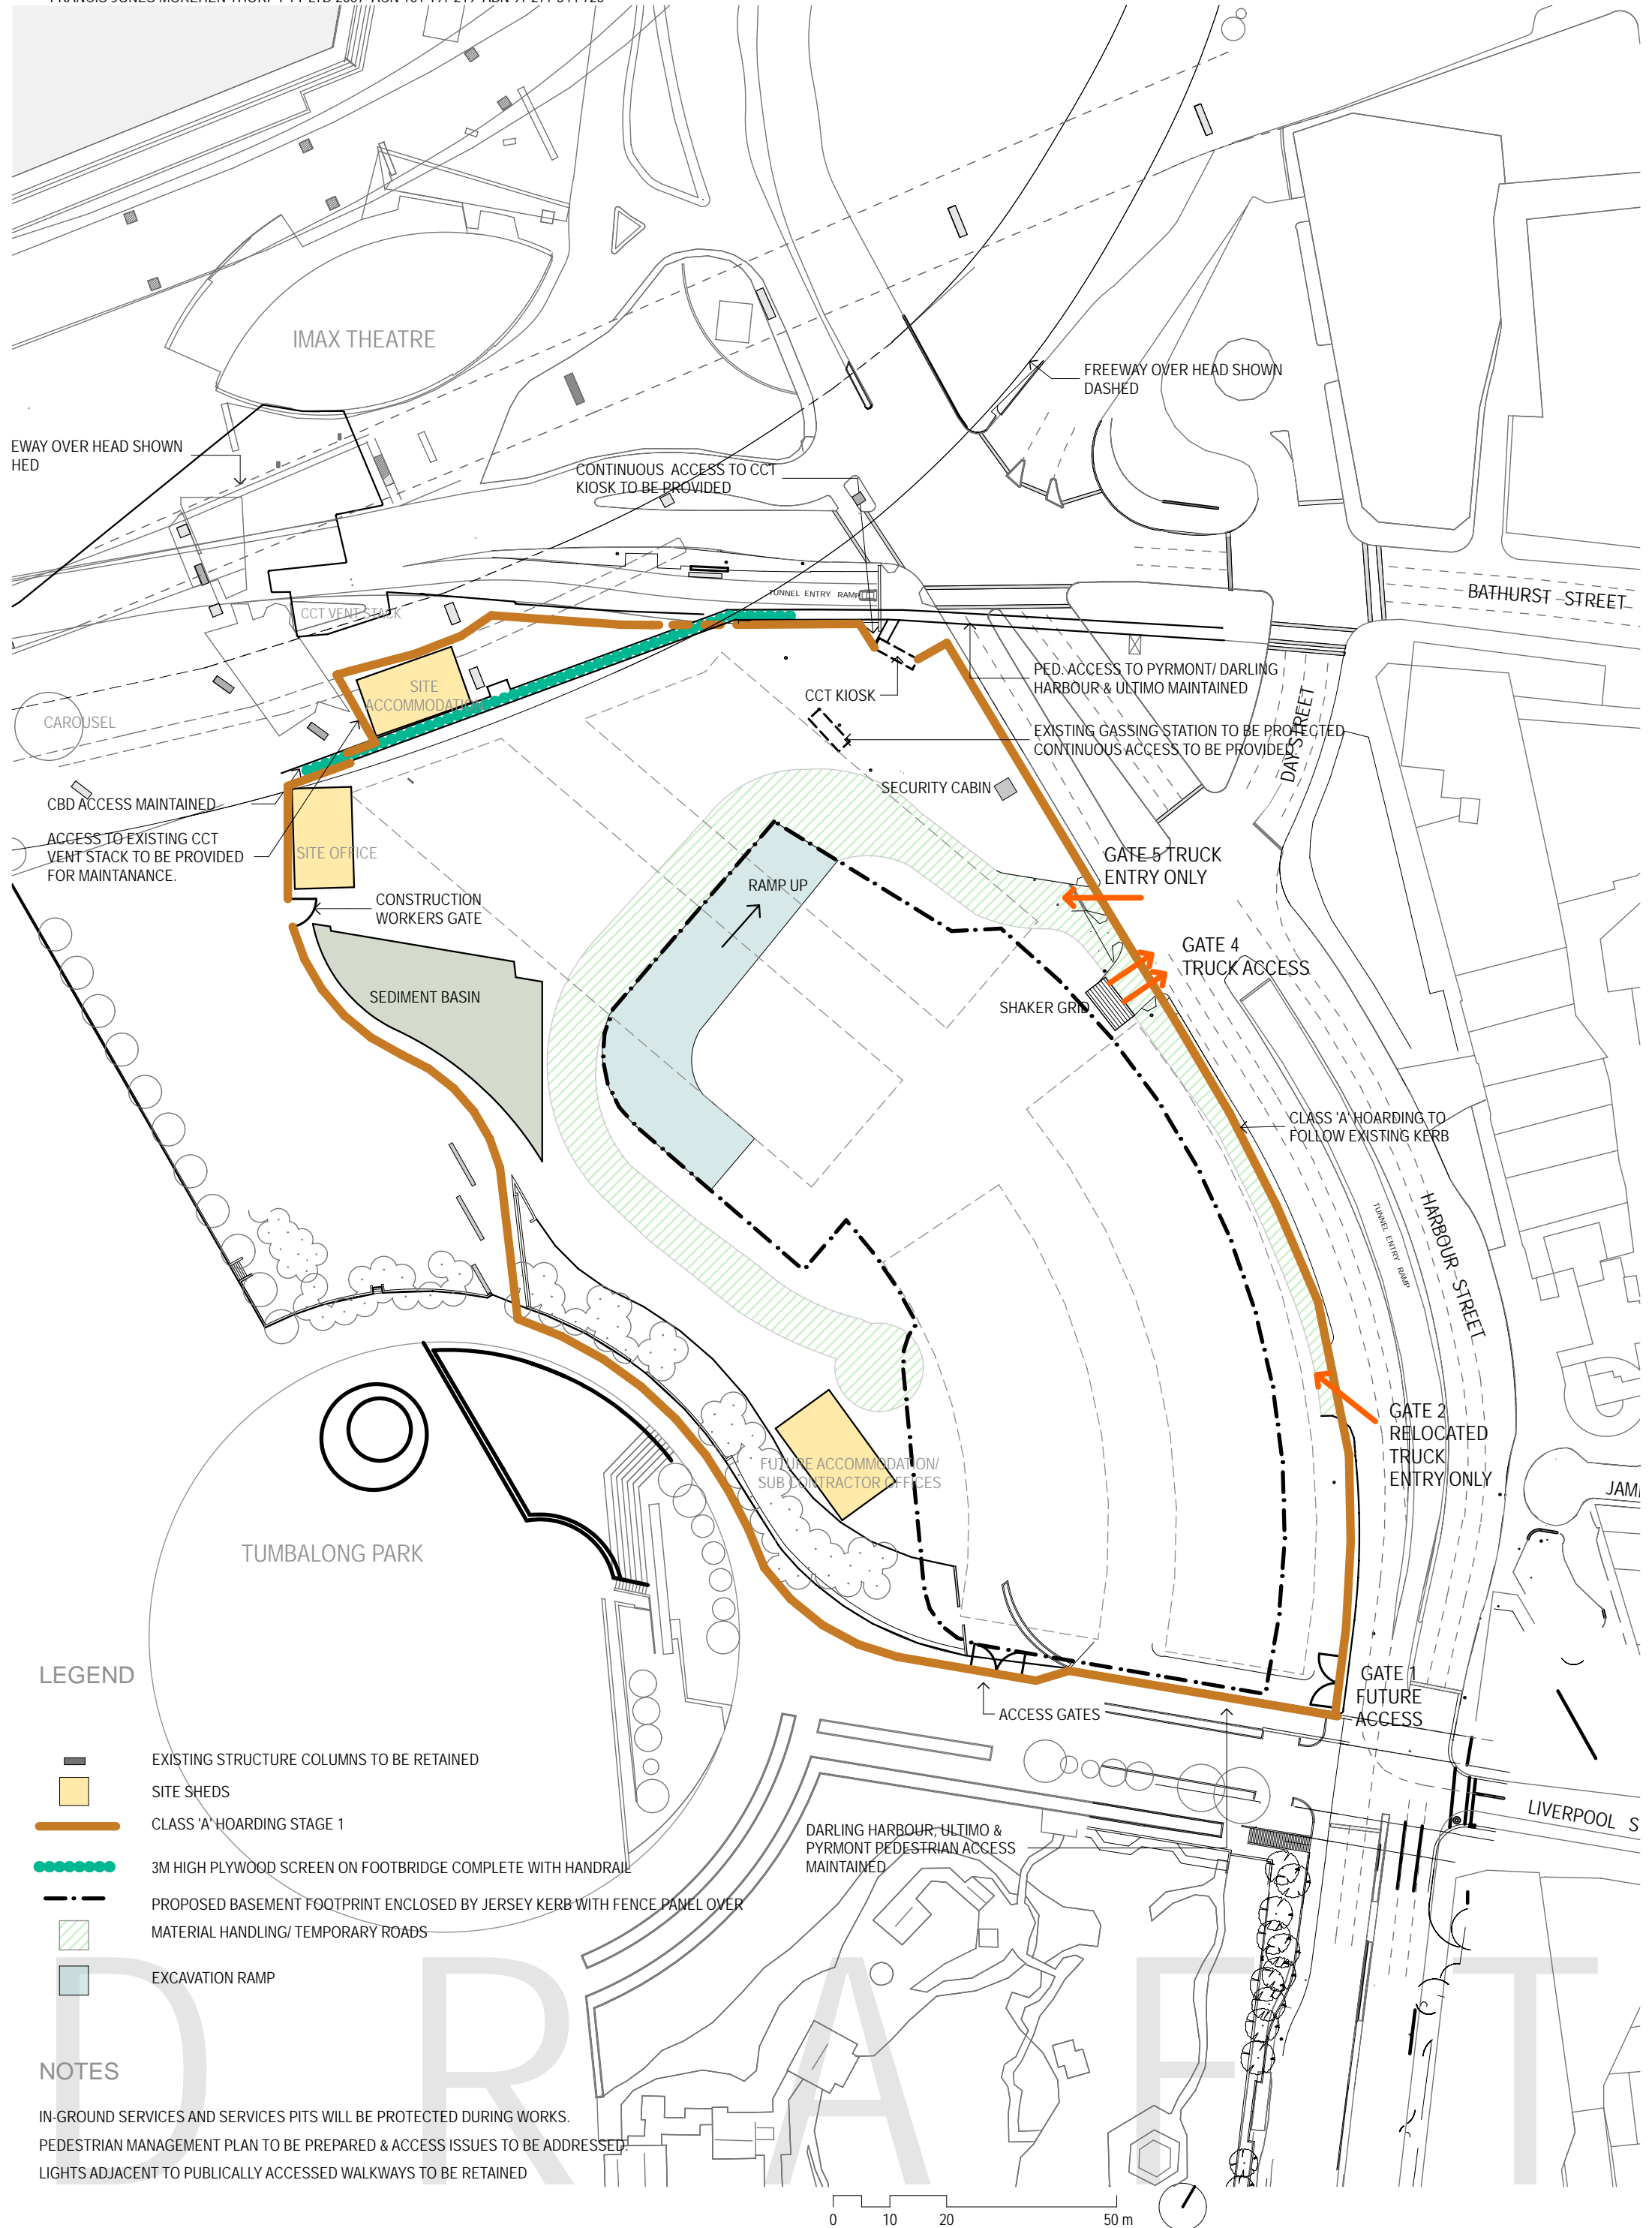 IMAX THEATRE
FREEWAY OVER HEAD SHOWN
DASHED
EWAY OVER HEAD SHOWN
HED
CONTINUOUS ACCESS TO CCT
KIOSK TO BE PROVIDED
TUNNEL ENTRY RAMP
BATHURST STREET
CCT VENT STACK
SITE
ACCOMMODATION
CAROUSEL
CCT KIOSK
PED. ACCESS TO PYRMONT/ DARLING
HARBOUR & ULTIMO MAINTAINED
EXISTING GASSING STATION TO BE PROTECTED
CONTINUOUS ACCESS TO BE PROVIDED
DAY STREET
SECURITY CABIN
CBD ACCESS MAINTAINED
ACCESS TO EXISTING CCT
VENT STACK TO BE PROVIDED
FOR MAINTANANCE.
SITE OFFICE
CONSTRUCTION
WORKERS GATE
RAMP UP
GATE 5 TRUCK
ENTRY ONLY
GATE 4
TRUCK ACCESS
SEDIMENT BASIN
SHAKER GRID
CLASS 'A' HOARDING TO
FOLLOW EXISTING KERB
TUNNEL ENTRY RAMP
HARBOUR STREET
GATE 2
RELOCATED
TRUCK
ENTRY ONLY
FUTURE ACCOMMODATION/
SUB CONTRACTOR OFFICES
TUMBALONG PARK
GATE 1
FUTURE
ACCESS
ACCESS GATES
LIVERPOOL S
DARLING HARBOUR, ULTIMO &
PYRMONT PEDESTRIAN ACCESS
MAINTAINED
LEGEND
EXISTING STRUCTURE COLUMNS TO BE RETAINED
SITE SHEDS
CLASS 'A' HOARDING STAGE 1
3M HIGH PLYWOOD SCREEN ON FOOTBRIDGE COMPLETE WITH HANDRAIL
PROPOSED BASEMENT FOOTPRINT ENCLOSED BY JERSEY KERB WITH FENCE PANEL OVER
MATERIAL HANDLING/ TEMPORARY ROADS
EXCAVATION RAMP
DRAFT
NOTES
IN-GROUND SERVICES AND SERVICES PITS WILL BE PROTECTED DURING WORKS.
PEDESTRIAN MANAGEMENT PLAN TO BE PREPARED & ACCESS ISSUES TO BE ADDRESSED.
LIGHTS ADJACENT TO PUBLICALLY ACCESSED WALKWAYS TO BE RETAINED
0 10 20 50 m